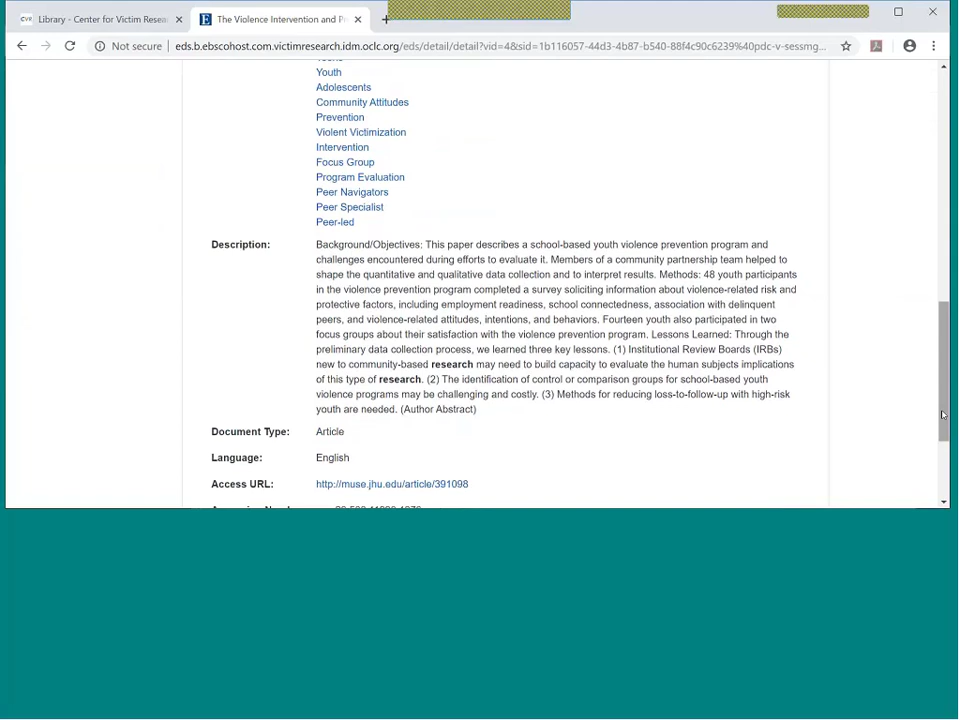 CVR Library - Center for Victim Resea
The Violence Intervention and P
Not secure | eds.b.ebscohost.com.victimresearch.idm.oclc.org/eds/detail/detail?vid=4&sid=1b116057-44d3-4b87-b540-88f4c90c6239%40pdc-v-sessmg...
Youth
Adolescents
Community Attitudes
Prevention
Violent Victimization
Intervention
Focus Group
Program Evaluation
Peer Navigators
Peer Specialist
Peer-led
Description: Background/Objectives: This paper describes a school-based youth violence prevention program and
challenges encountered during efforts to evaluate it. Members of a community partnership team helped to
shape the quantitative and qualitative data collection and to interpret results. Methods: 48 youth participants
in the violence prevention program completed a survey soliciting information about violence-related risk and
protective factors, including employment readiness, school connectedness, association with delinquent
peers, and violence-related attitudes, intentions, and behaviors. Fourteen youth also participated in two
focus groups about their satisfaction with the violence prevention program. Lessons Learned: Through the
preliminary data collection process, we learned three key lessons. (1) Institutional Review Boards (IRBs)
new to community-based research may need to build capacity to evaluate the human subjects implications
of this type of research. (2) The identification of control or comparison groups for school-based youth
violence programs may be challenging and costly. (3) Methods for reducing loss-to-follow-up with high-risk
youth are needed. (Author Abstract)
Document Type: Article
Language: English
Access URL: http://muse.jhu.edu/article/391098